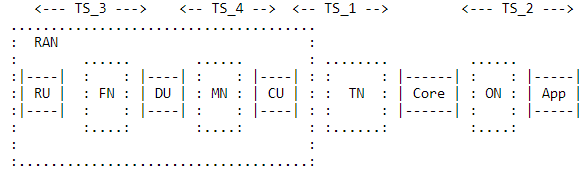 <--- TS_3 ---> <-- TS_4 --> <-- TS_1 --> <--- TS_2 --->
..................................
: RAN :
: ...... ...... : ........ ......
:|----| : : |----| : : |----| : : : |------| : : |----|
:| RU | : FN : | DU | : MN : | CU | : : TN : | Core | : ON : | App |
:|----| : : |----| : : |----| : : : |------| : : |----|
: :....: :....: : :......: :....:
: :
:..................................: